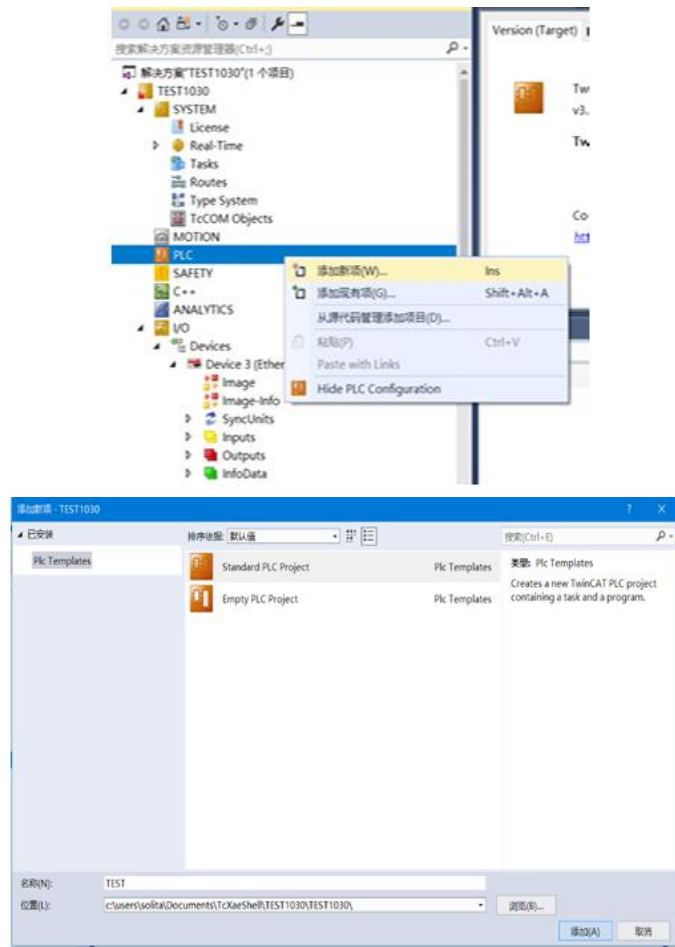 Version (Target)
搜索解决方案资源管理器(Ctrl+;)
解决方案"TEST1030"(1 个项目)
TEST1030
SYSTEM
License
Real-Time
Tasks
Routes
Type System
TcCOM Objects
MOTION
PLC
SAFETY
C++
ANALYTICS
I/O
Devices
Device 3 (Ether
Image
Image-Info
SyncUnits
Inputs
Outputs
InfoData
v3.
Co
添加新项(W)... Ins
添加现有项(G)... Shift+Alt+A
从源代码管理添加项目(D)...
粘贴(P) Ctrl+V
Paste with Links
Hide PLC Configuration
添加新项 - TEST1030
已安装
排序依据: 默认值
搜索(Ctrl+E)
Plc Templates
Standard PLC Project Plc Templates
Empty PLC Project Plc Templates
类型: Plc Templates
Creates a new TwinCAT PLC project
containing a task and a program.
名称(N): TEST
位置(L): c:\users\solita\Documents\TcXaeShell\TEST1030\TEST1030\
浏览(B)...
添加(A) 取消